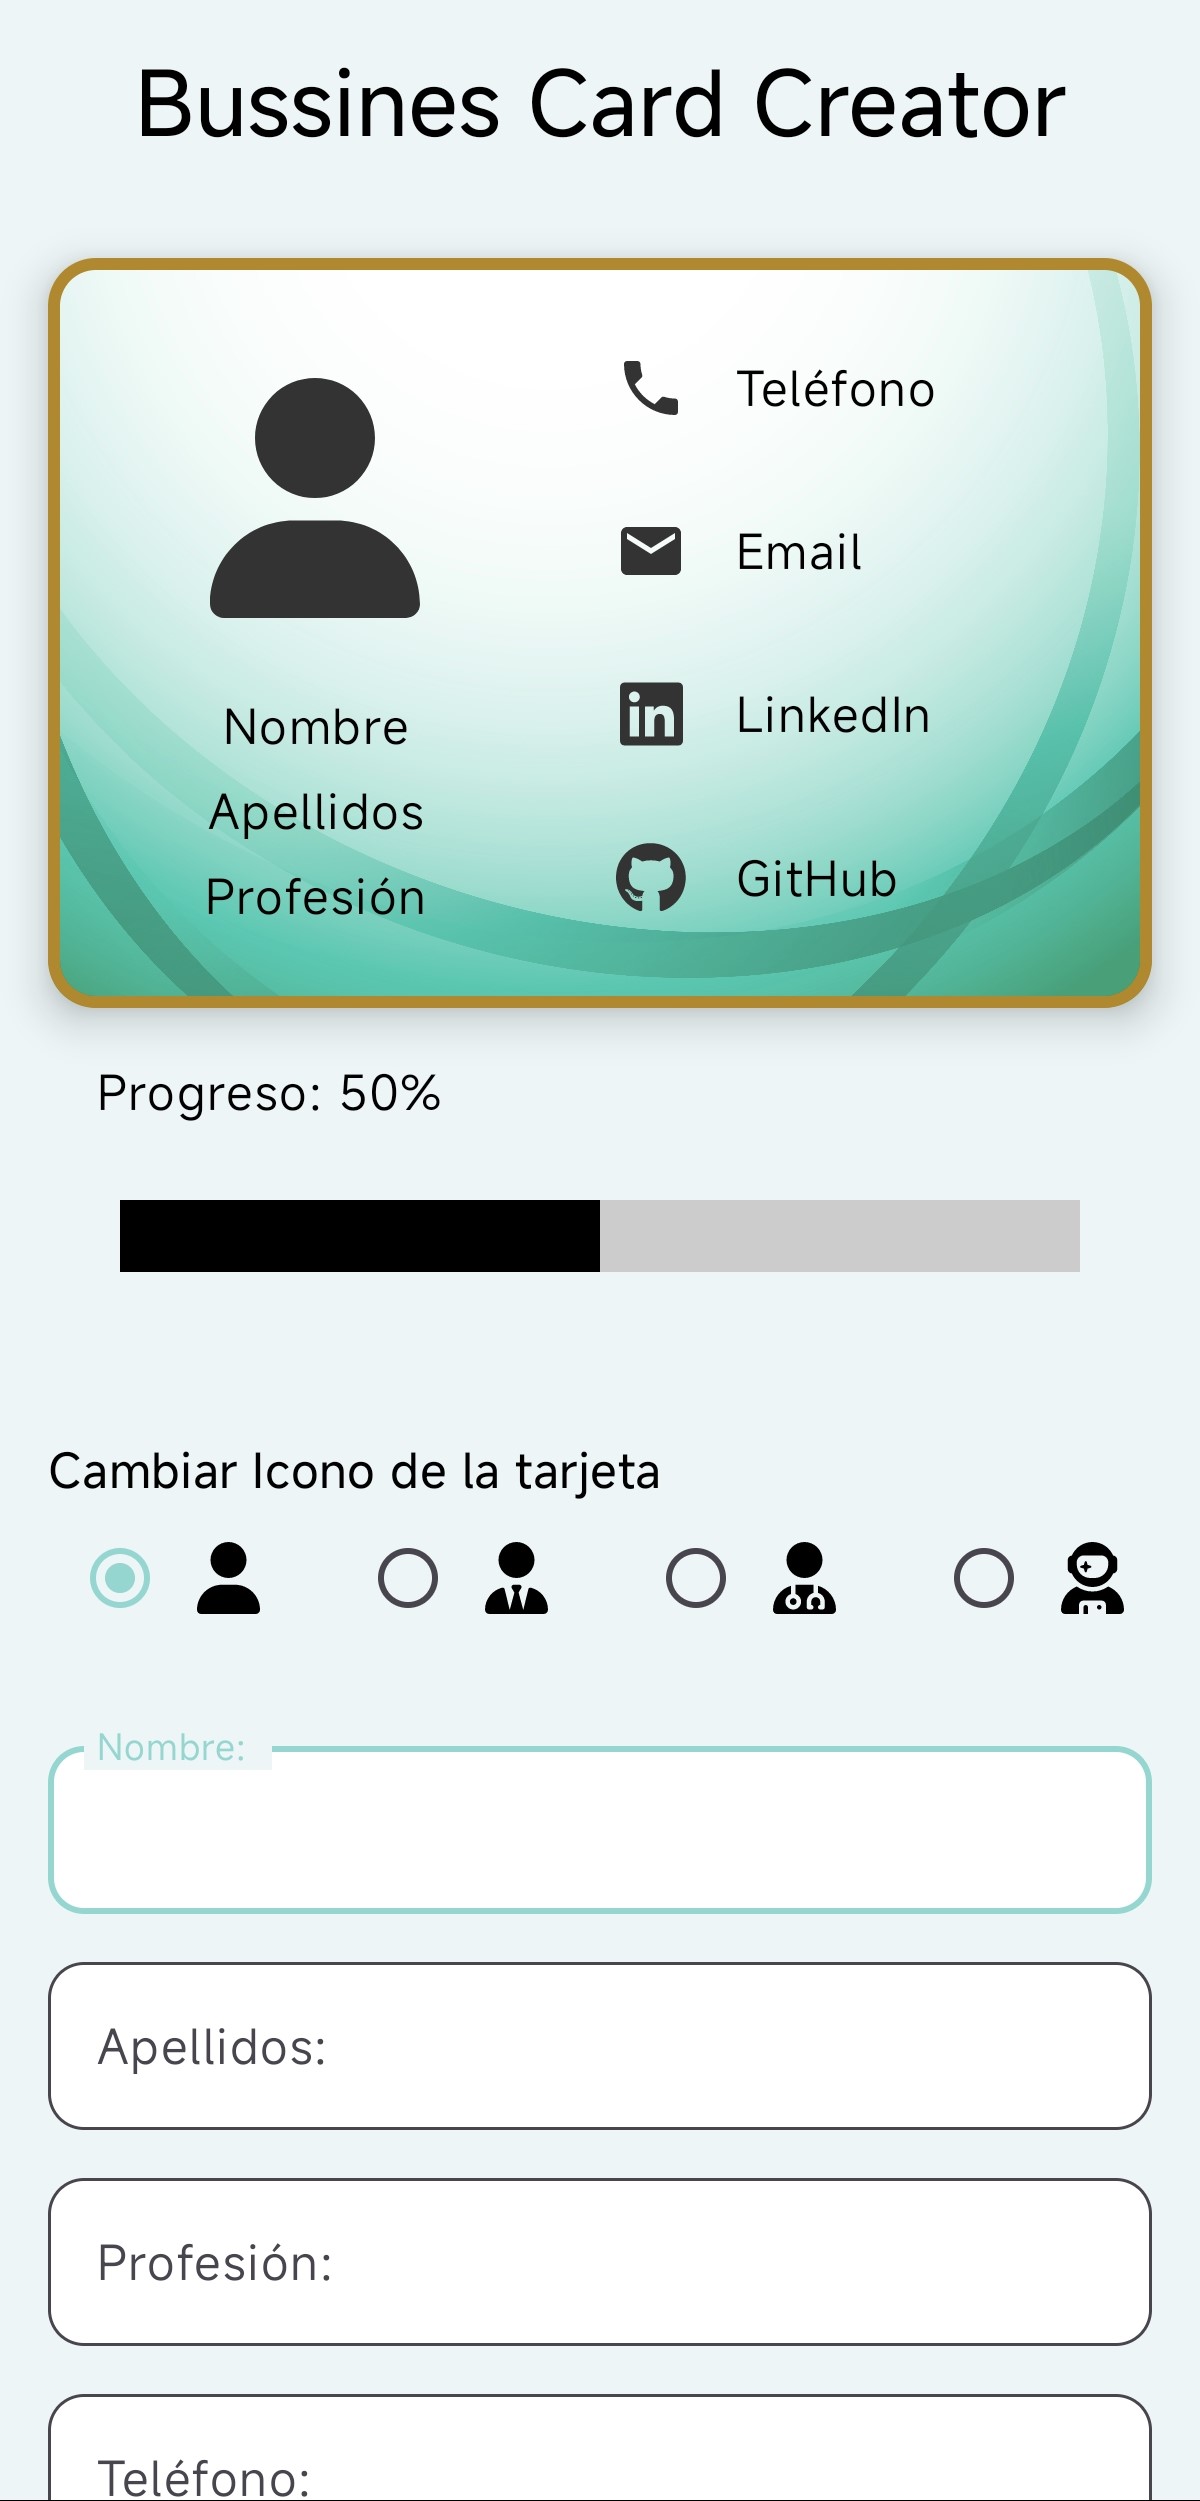 Bussines Card Creator
Teléfono
Email
LinkedIn
GitHub
Nombre
Apellidos
Profesión
Progreso: 50%
Cambiar Icono de la tarjeta
Nombre:
Apellidos:
Profesión:
Teléfono: